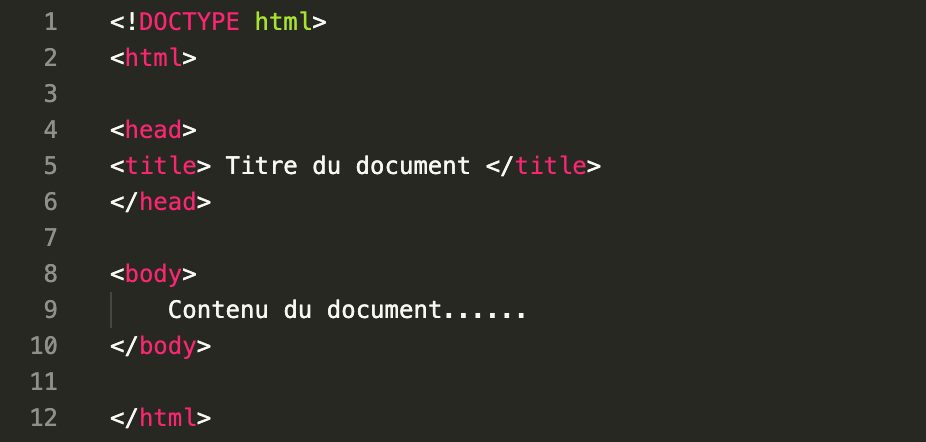 1 <!DOCTYPE html>
2 <html>
3
4 <head>
5 <title> Titre du document </title>
6 </head>
7
8 <body>
9 Contenu du document......
10 </body>
11
12 </html>